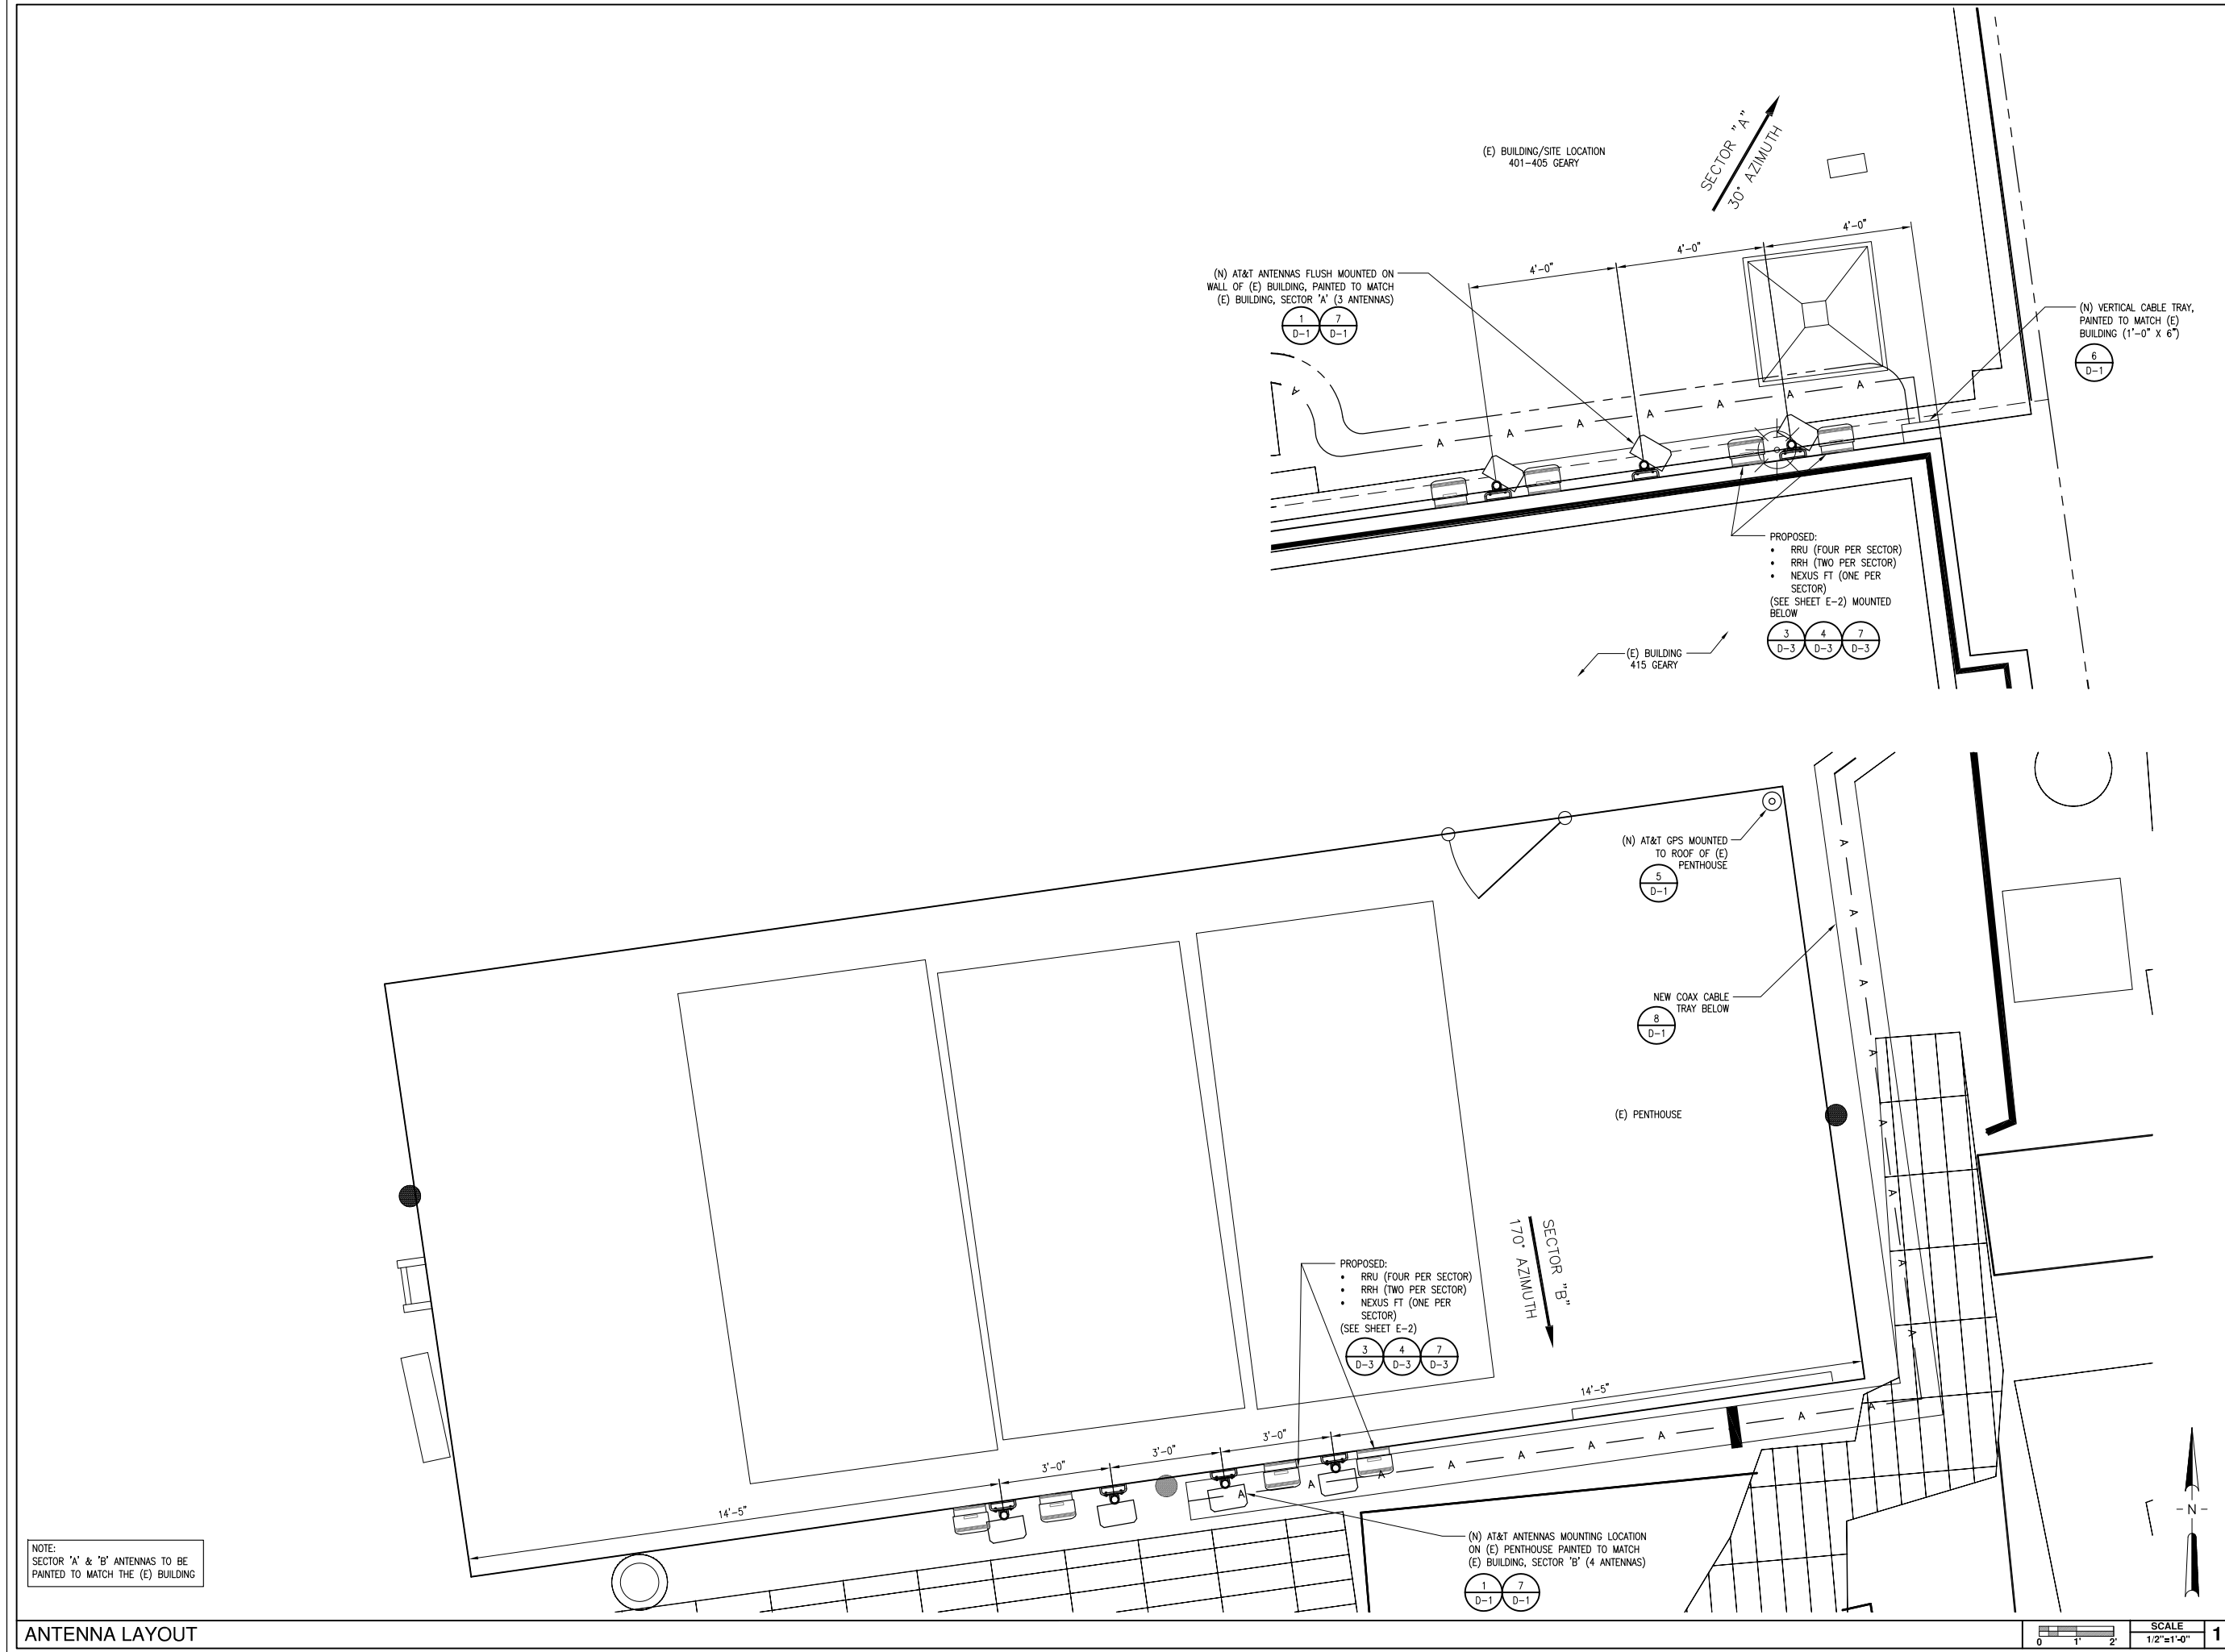 SECTOR "A"
30° AZIMUTH
(E) BUILDING/SITE LOCATION
401-405 GEARY
4'-0"
4'-0"
4'-0"
(N) AT&T ANTENNAS FLUSH MOUNTED ON
WALL OF (E) BUILDING, PAINTED TO MATCH
(E) BUILDING, SECTOR 'A' (3 ANTENNAS)
1 7
D-1 D-1
(N) VERTICAL CABLE TRAY,
PAINTED TO MATCH (E)
BUILDING (1'-0" X 6")
6
D-1
A
A A A A A A A
PROPOSED:
• RRU (FOUR PER SECTOR)
• RRH (TWO PER SECTOR)
• NEXUS FT (ONE PER
SECTOR)
(SEE SHEET E-2) MOUNTED
BELOW
3 4 7
D-3 D-3 D-3
(E) BUILDING
415 GEARY
(N) AT&T GPS MOUNTED
TO ROOF OF (E)
PENTHOUSE
5
D-1
A
A
A
A
A
A
A
A
NEW COAX CABLE
TRAY BELOW
8
D-1
(E) PENTHOUSE
SECTOR "B"
170° AZIMUTH
PROPOSED:
• RRU (FOUR PER SECTOR)
• RRH (TWO PER SECTOR)
• NEXUS FT (ONE PER
SECTOR)
(SEE SHEET E-2)
3 4 7
D-3 D-3 D-3
14'-5"
3'-0"
3'-0"
3'-0"
14'-5"
A A A A A A A A A A
(N) AT&T ANTENNAS MOUNTING LOCATION
ON (E) PENTHOUSE PAINTED TO MATCH
(E) BUILDING, SECTOR 'B' (4 ANTENNAS)
1 7
D-1 D-1
N
NOTE:
SECTOR 'A' & 'B' ANTENNAS TO BE
PAINTED TO MATCH THE (E) BUILDING
ANTENNA LAYOUT
0 1' 2'
SCALE
1/2"=1'-0"
1